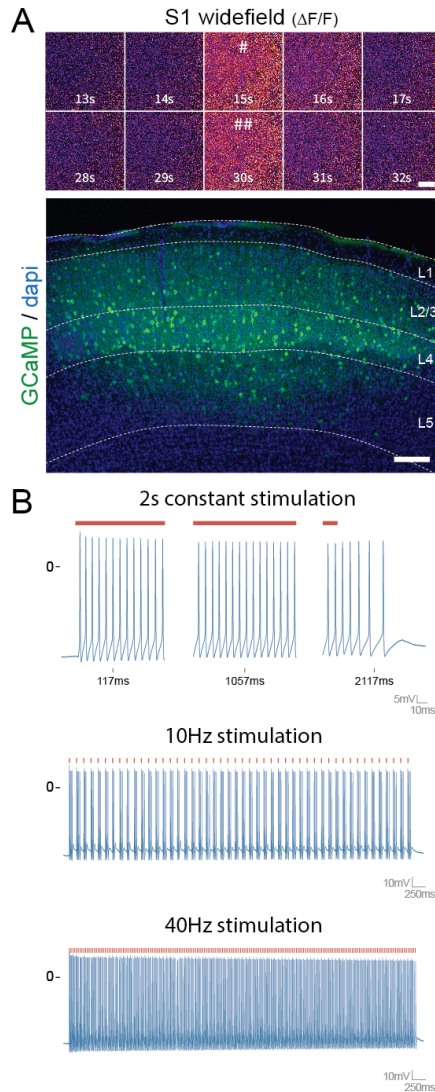 A
S1 widefield (ΔF/F)
#
13s 14s 15s 16s 17s
##
28s 29s 30s 31s 32s
GCaMP / dapi
L1
L2/3
L4
L5
B
2s constant stimulation
0-
117ms 1057ms 2117ms
5mV
10ms
10Hz stimulation
0-
10mV
250ms
40Hz stimulation
0-
10mV
250ms